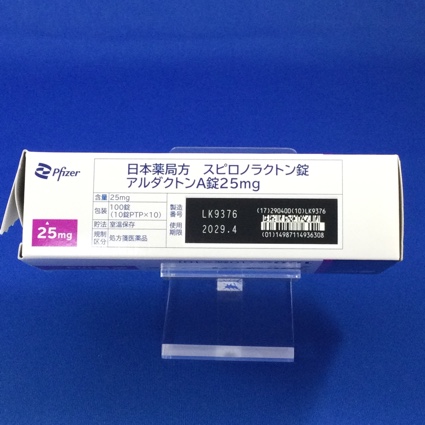 Pfizer
日本薬局方 スピロノラクトン錠
アルダクトンA錠25mg
含量 25mg
包装 100錠
(10錠PTP×10)
貯法 室温保存
規制区分 処方箋医薬品
製造番号 LK9376
使用期限 2029.4
(17)290400(10)LK9376
(01)14987114936308
25mg